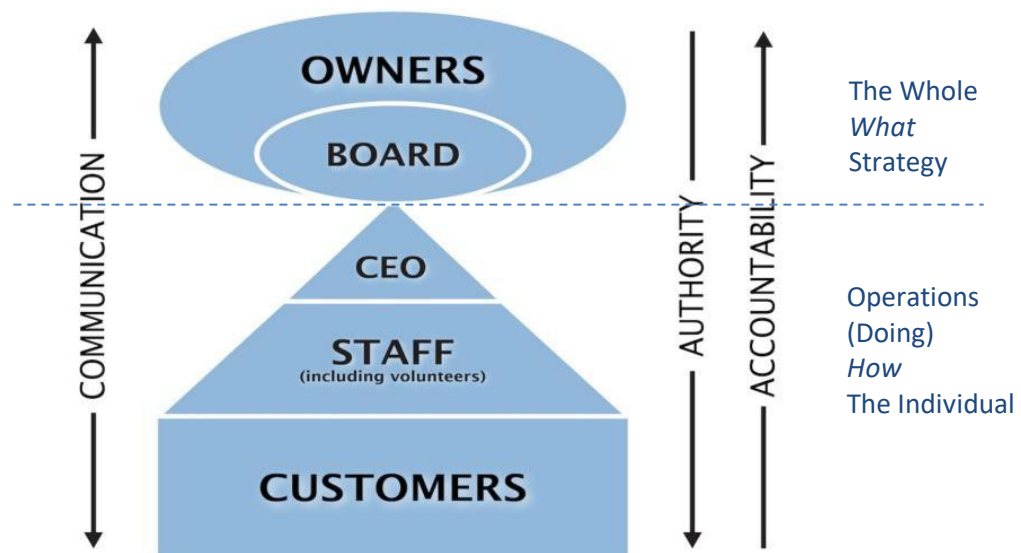 OWNERS
BOARD
CEO
STAFF
(including volunteers)
CUSTOMERS
COMMUNICATION
AUTHORITY
ACCOUNTABILITY
The Whole
What
Strategy
Operations
(Doing)
How
The Individual